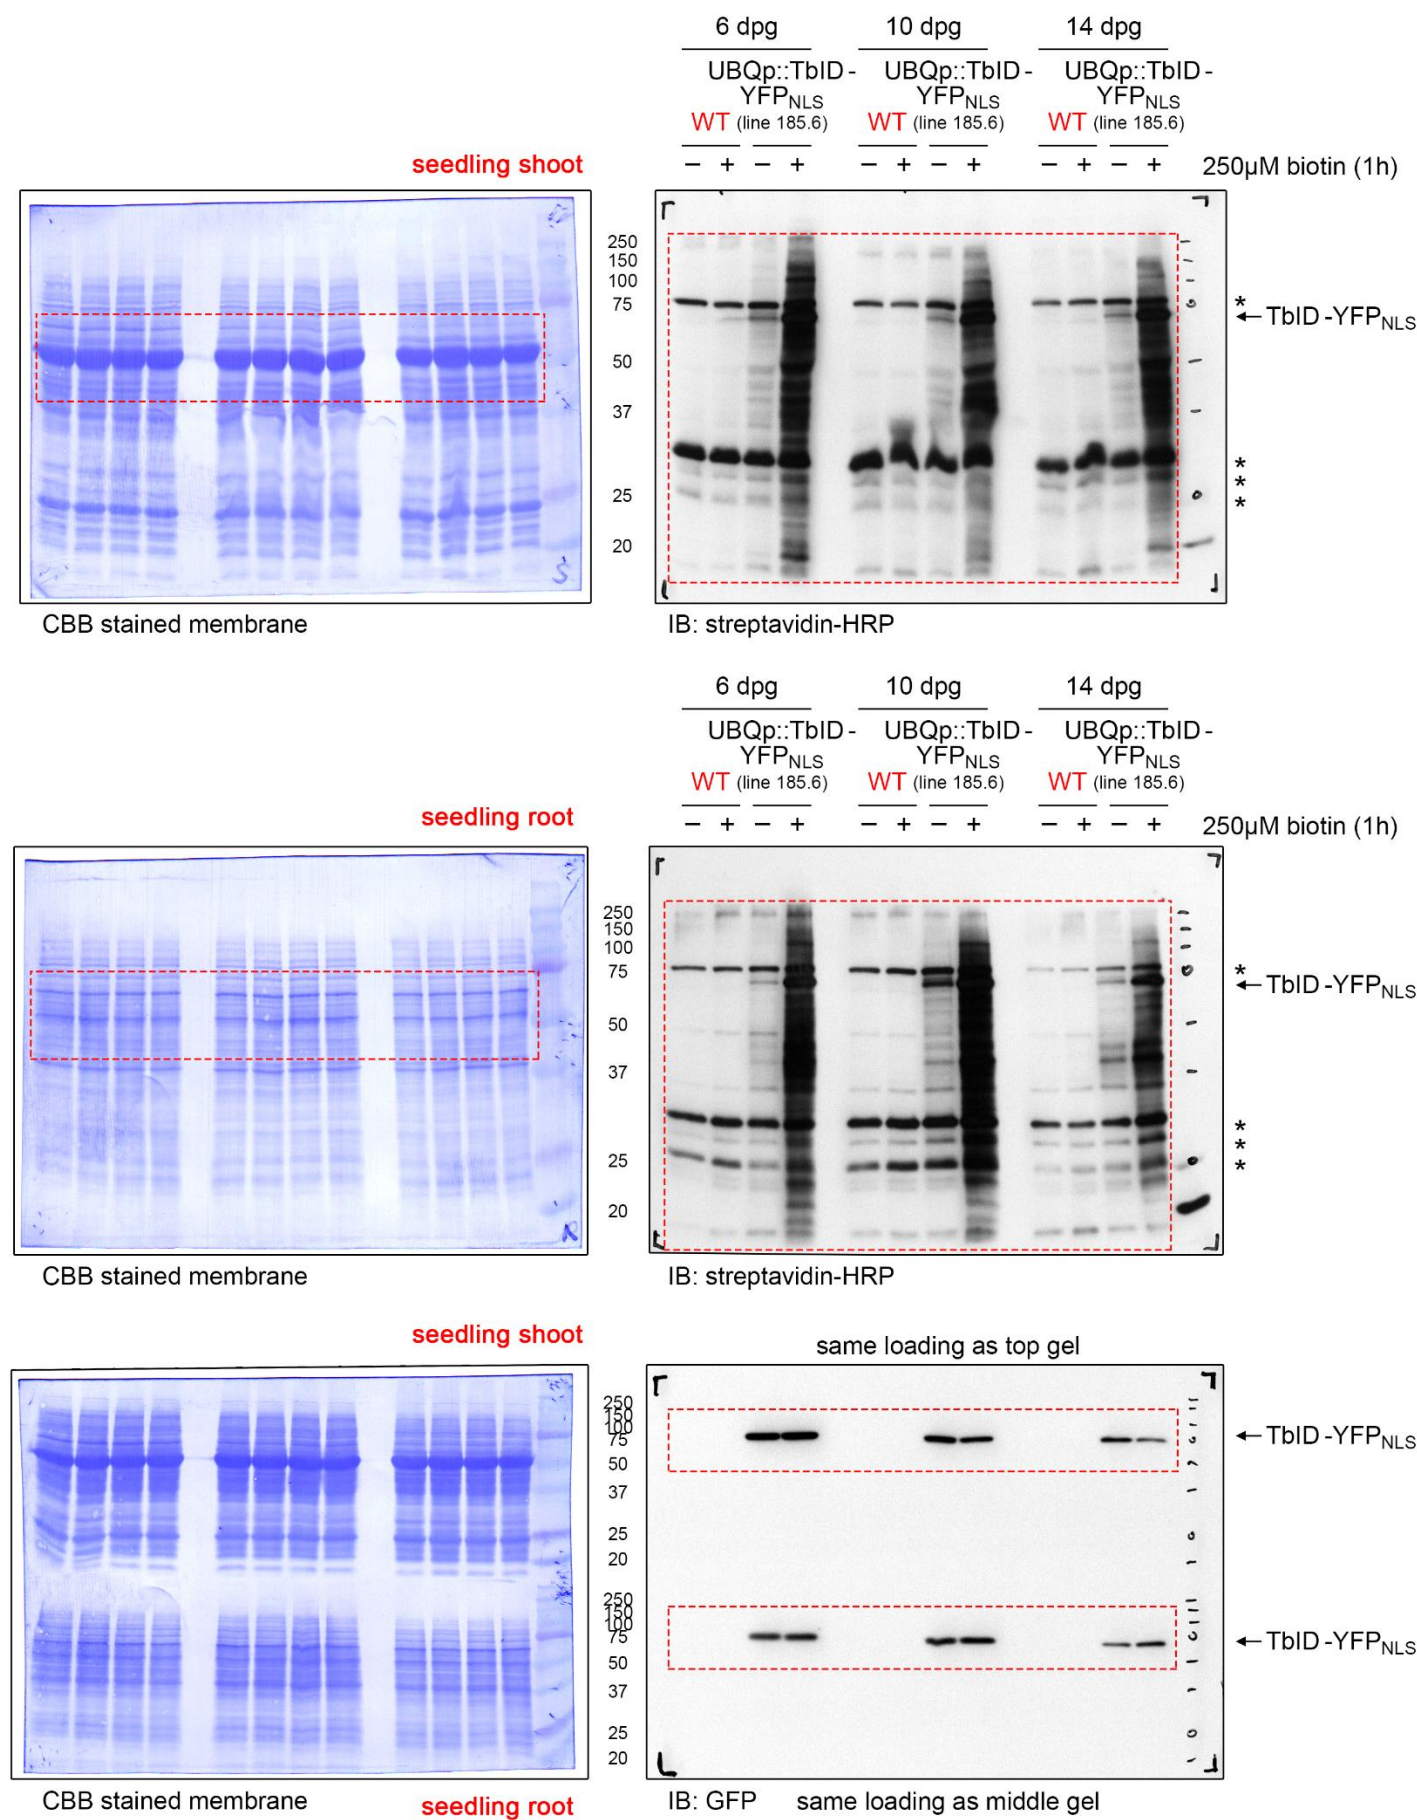 6 dpg 10 dpg 14 dpg
UBQp::TbID- UBQp::TbID- UBQp::TbID-
YFPNLS YFPNLS YFPNLS
WT (line 185.6) WT (line 185.6) WT (line 185.6)
seedling shoot − + − + − + − + − + − + 250µM biotin (1h)
250
150
100
75 *
TbID-YFPNLS
50
37
*
*
25 *
20
S
CBB stained membrane IB: streptavidin-HRP
6 dpg 10 dpg 14 dpg
UBQp::TbID- UBQp::TbID- UBQp::TbID-
YFPNLS YFPNLS YFPNLS
WT (line 185.6) WT (line 185.6) WT (line 185.6)
seedling root − + − + − + − + − + − + 250µM biotin (1h)
250
150
100
75 *
TbID-YFPNLS
50
37
*
*
25 *
20
R
CBB stained membrane IB: streptavidin-HRP
seedling shoot same loading as top gel
250
150
100
75 TbID-YFPNLS
50
37
25
20
250
150
100
75 TbID-YFPNLS
50
37
25
20
CBB stained membrane seedling root IB: GFP same loading as middle gel